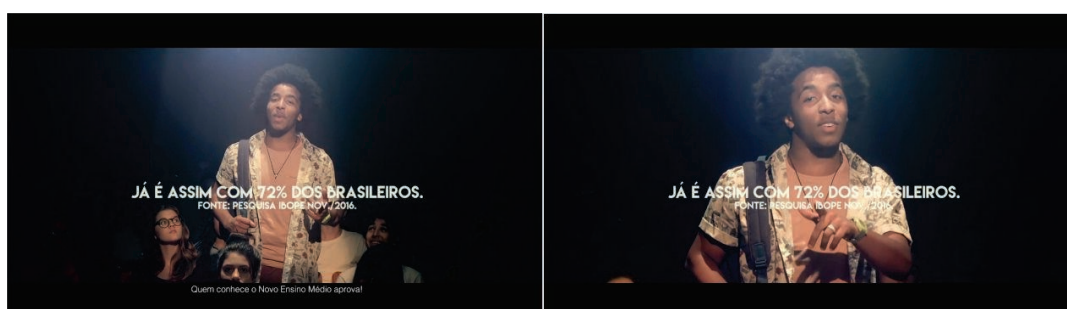 JÁ É ASSIM COM 72% DOS BRASILEIROS.
FONTE: PESQUISA IBOPE NOV./2016.
Quem conhece o Novo Ensino Médio aprova!
JÁ É ASSIM COM 72% DOS BRASILEIROS.
FONTE: PESQUISA IBOPE NOV./2016.